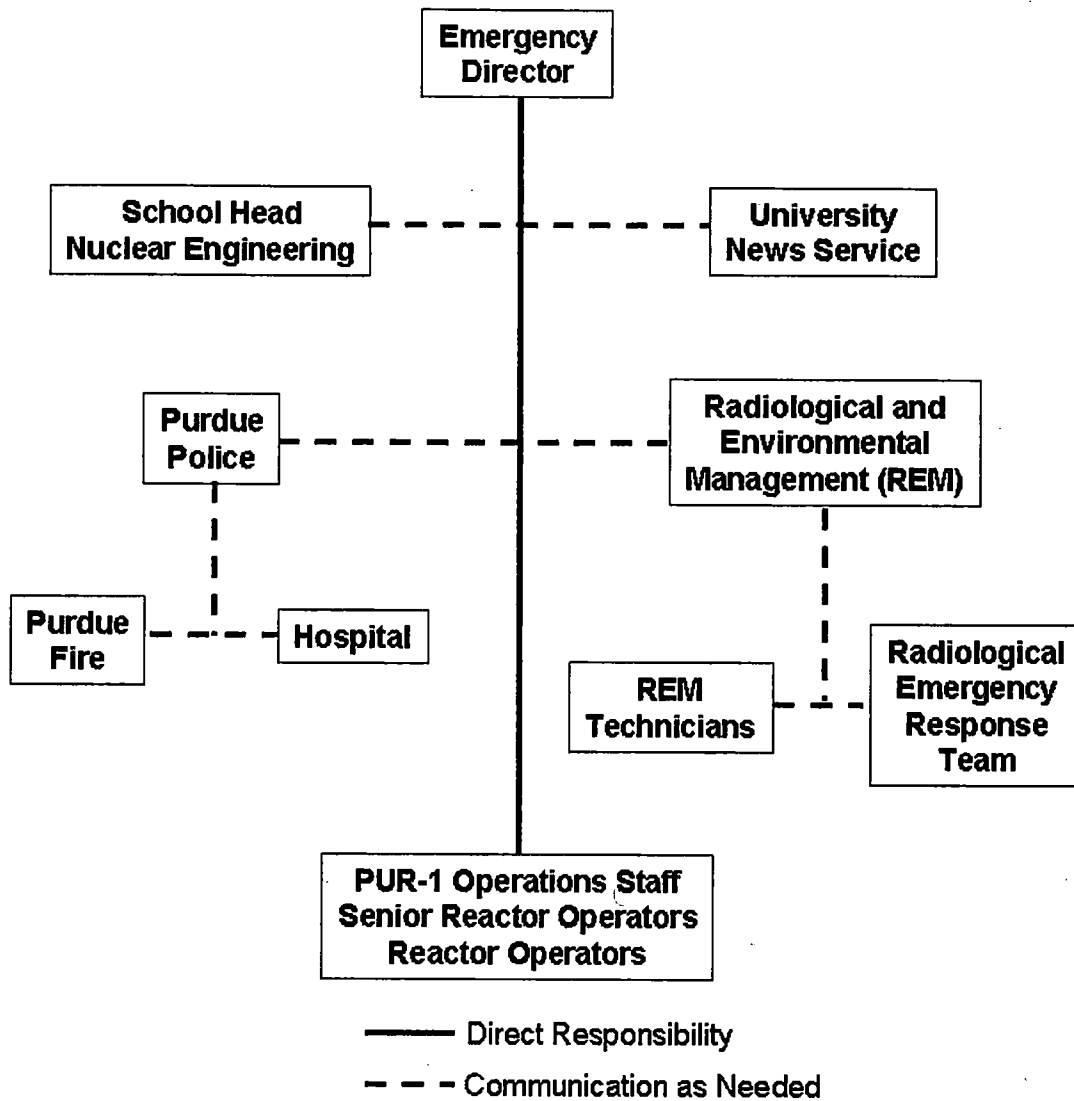 Emergency
Director
School Head
Nuclear Engineering
University
News Service
Purdue
Police
Radiological and
Environmental
Management (REM)
Purdue
Fire
Hospital
REM
Technicians
Radiological
Emergency
Response
Team
PUR-1 Operations Staff
Senior Reactor Operators
Reactor Operators
Direct Responsibility
Communication as Needed